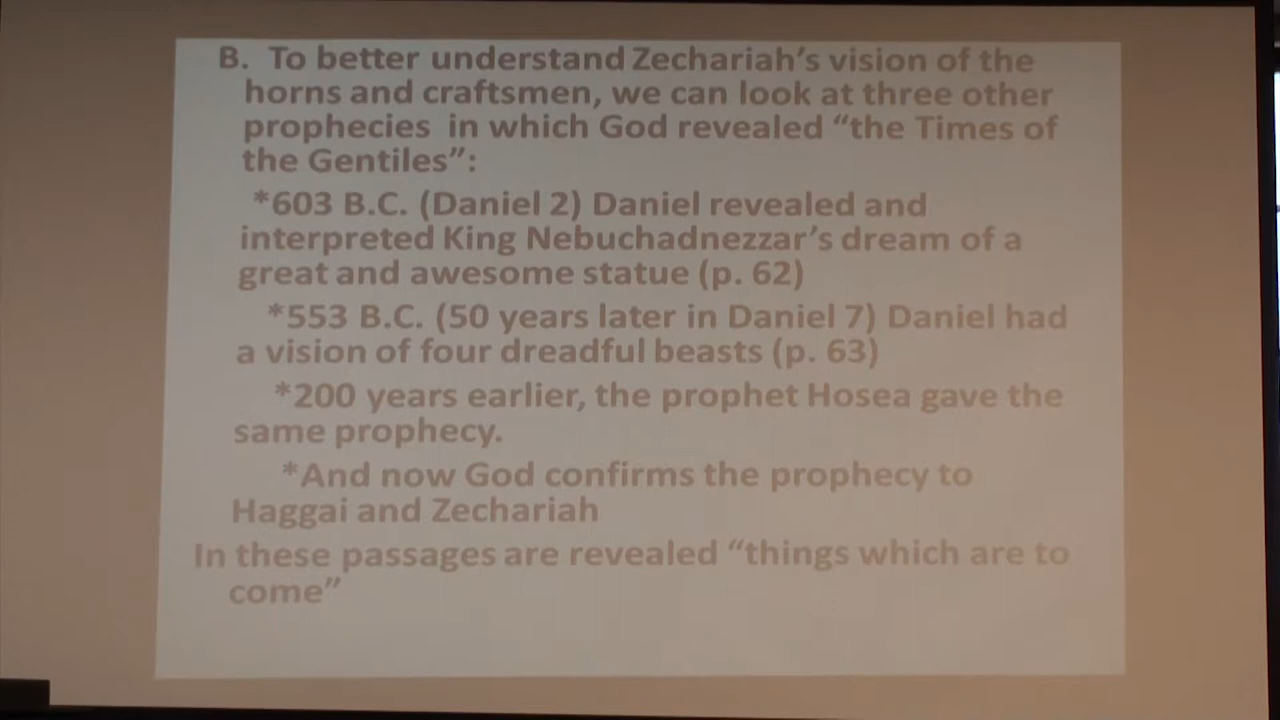 B. To better understand Zechariah's vision of the
horns and craftsmen, we can look at three other
prophecies in which God revealed “the Times of
the Gentiles”:
*603 B.C. (Daniel 2) Daniel revealed and
interpreted King Nebuchadnezzar’s dream of a
great and awesome statue (p. 62)
*553 B.C. (50 years later in Daniel 7) Daniel had
a vision of four dreadful beasts (p. 63)
*200 years earlier, the prophet Hosea gave the
same prophecy.
*And now God confirms the prophecy to
Haggai and Zechariah
In these passages are revealed “things which are to
come”